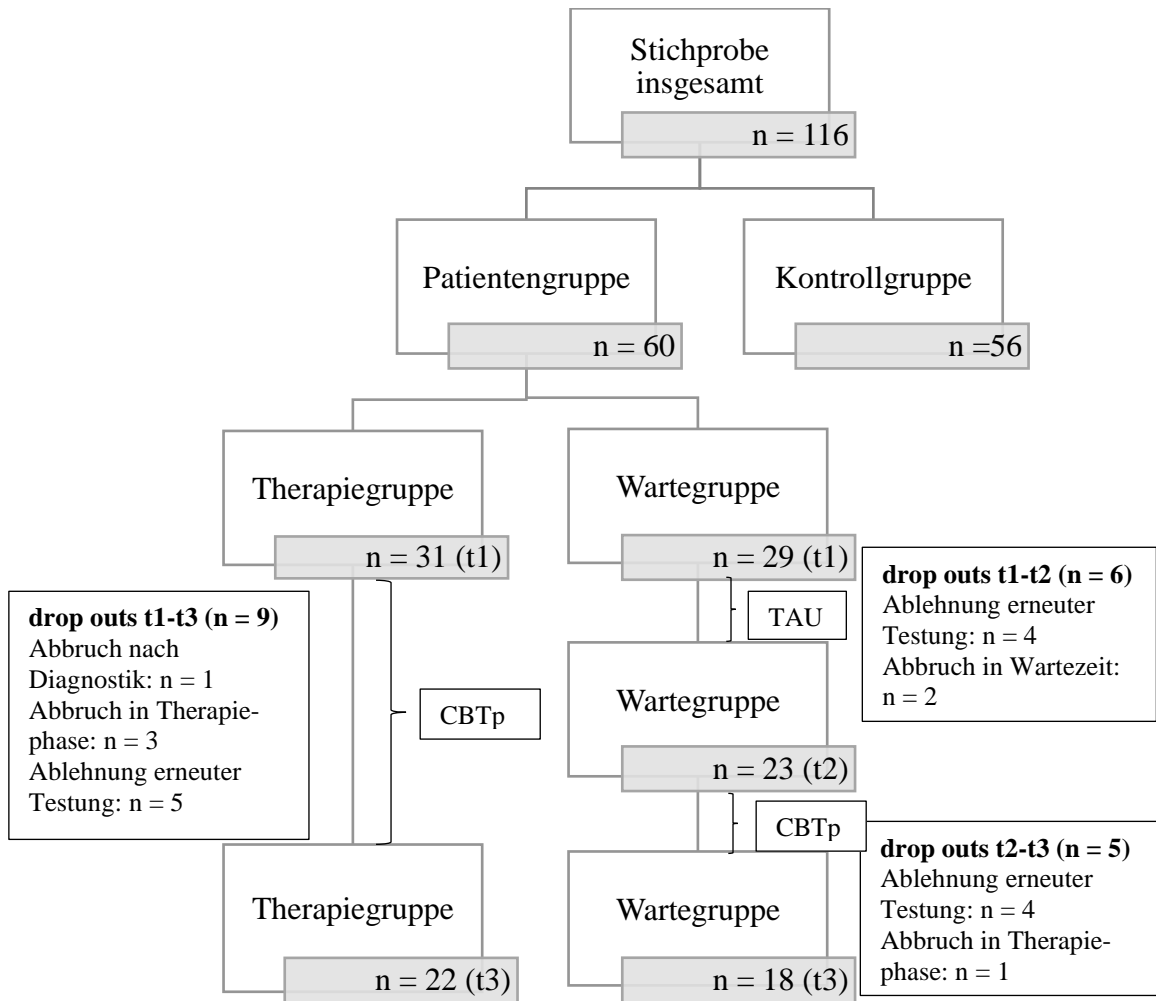 Stichprobe
insgesamt
n = 116
Patientengruppe
n = 60
Kontrollgruppe
n =56
Therapiegruppe
n = 31 (t1)
Wartegruppe
n = 29 (t1)
drop outs t1-t3 (n = 9)
Abbruch nach
Diagnostik: n = 1
Abbruch in Therapie-
phase: n = 3
Ablehnung erneuter
Testung: n = 5
CBTp
TAU
drop outs t1-t2 (n = 6)
Ablehnung erneuter
Testung: n = 4
Abbruch in Wartezeit:
n = 2
Wartegruppe
n = 23 (t2)
CBTp
drop outs t2-t3 (n = 5)
Ablehnung erneuter
Testung: n = 4
Abbruch in Therapie-
phase: n = 1
Therapiegruppe
n = 22 (t3)
Wartegruppe
n = 18 (t3)